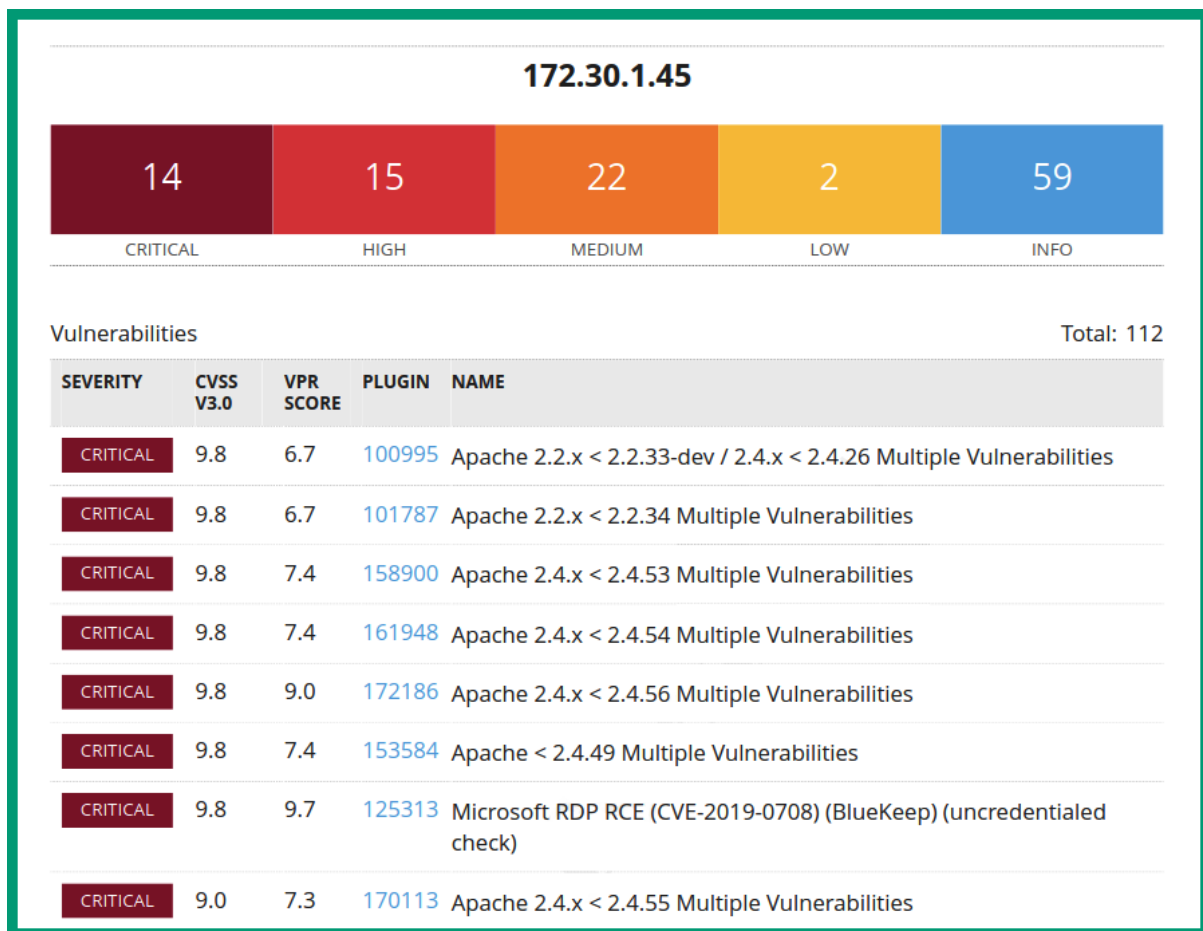 172.30.1.45
14 15 22 2 59
CRITICAL HIGH MEDIUM LOW INFO
Vulnerabilities Total: 112
SEVERITY CVSS VPR PLUGIN NAME
V3.0 SCORE
CRITICAL 9.8 6.7 100995 Apache 2.2.x < 2.2.33-dev / 2.4.x < 2.4.26 Multiple Vulnerabilities
CRITICAL 9.8 6.7 101787 Apache 2.2.x < 2.2.34 Multiple Vulnerabilities
CRITICAL 9.8 7.4 158900 Apache 2.4.x < 2.4.53 Multiple Vulnerabilities
CRITICAL 9.8 7.4 161948 Apache 2.4.x < 2.4.54 Multiple Vulnerabilities
CRITICAL 9.8 9.0 172186 Apache 2.4.x < 2.4.56 Multiple Vulnerabilities
CRITICAL 9.8 7.4 153584 Apache < 2.4.49 Multiple Vulnerabilities
CRITICAL 9.8 9.7 125313 Microsoft RDP RCE (CVE-2019-0708) (BlueKeep) (uncredentialed
check)
CRITICAL 9.0 7.3 170113 Apache 2.4.x < 2.4.55 Multiple Vulnerabilities